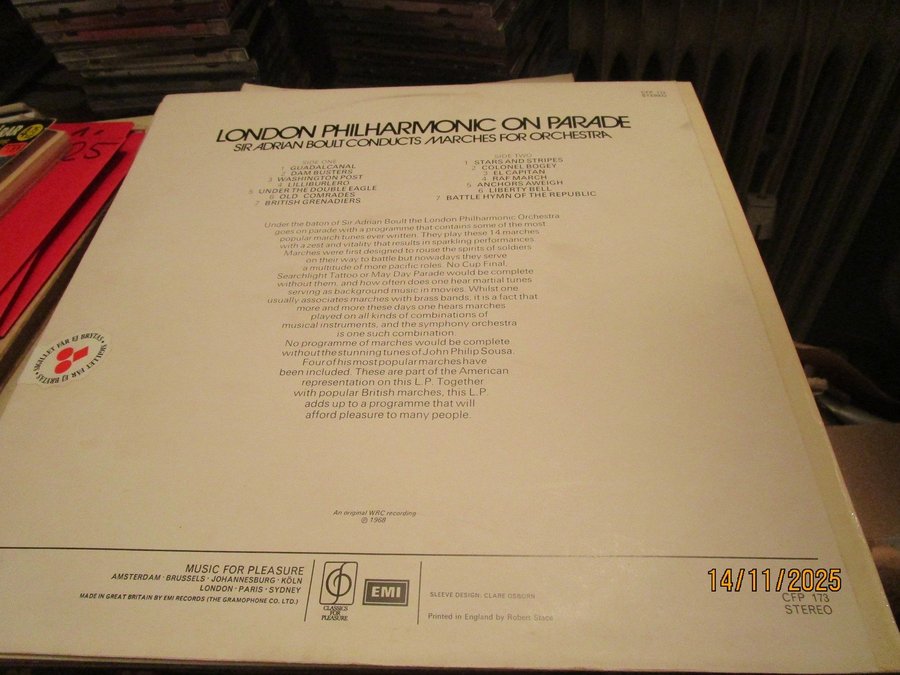 CFP 173
STEREO
LONDON PHILHARMONIC ON PARADE
SIR ADRIAN BOULT CONDUCTS MARCHES FOR ORCHESTRA
SIDE ONE
1 GUADALCANAL
2 DAM BUSTERS
3 WASHINGTON POST
4 LILLIBURLERO
5 UNDER THE DOUBLE EAGLE
6 OLD COMRADES
7 BRITISH GRENADIERS
SIDE TWO
1 STARS AND STRIPES
2 COLONEL BOGEY
3 EL CAPITAN
4 RAF MARCH
5 ANCHORS AWEIGH
6 LIBERTY BELL
7 BATTLE HYMN OF THE REPUBLIC
Under the baton of Sir Adrian Boult the London Philharmonic Orchestra
goes on parade with a programme that contains some of the most
popular march tunes ever written. They play these 14 marches
with a zest and vitality that results in sparkling performances
Marches were first designed to rouse the spirits of soldiers
on their way to battle but nowadays they serve
a multitude of more pacific roles. No Cup Final,
Searchlight Tattoo or May Day Parade would be complete
without them, and how often does one hear martial tunes
serving as background music in movies. Whilst one
usually associates marches with brass bands, it is a fact that
more and more these days one hears marches
played on all kinds of combinations of
musical instruments, and the symphony orchestra
is one such combination
No programme of marches would be complete
without the stunning tunes of John Philip Sousa.
Four of his most popular marches have
been included. These are part of the American
representation on this L.P. Together
with popular British marches, this L.P.
adds up to a programme that will
afford pleasure to many people.
SIGILLET FÅR EJ BRYTAS • SIGILLET FÅR EJ BRYTAS •
25
An original WRC recording
℗ 1968
MUSIC FOR PLEASURE
AMSTERDAM · BRUSSELS · JOHANNESBURG · KÖLN
LONDON · PARIS · SYDNEY
MADE IN GREAT BRITAIN BY EMI RECORDS (THE GRAMOPHONE CO. LTD.)
CLASSICS
FOR
PLEASURE
EMI
SLEEVE DESIGN: CLARE OSBURN
Printed in England by Robert Stace
14/11/2025
CFP 173
STEREO